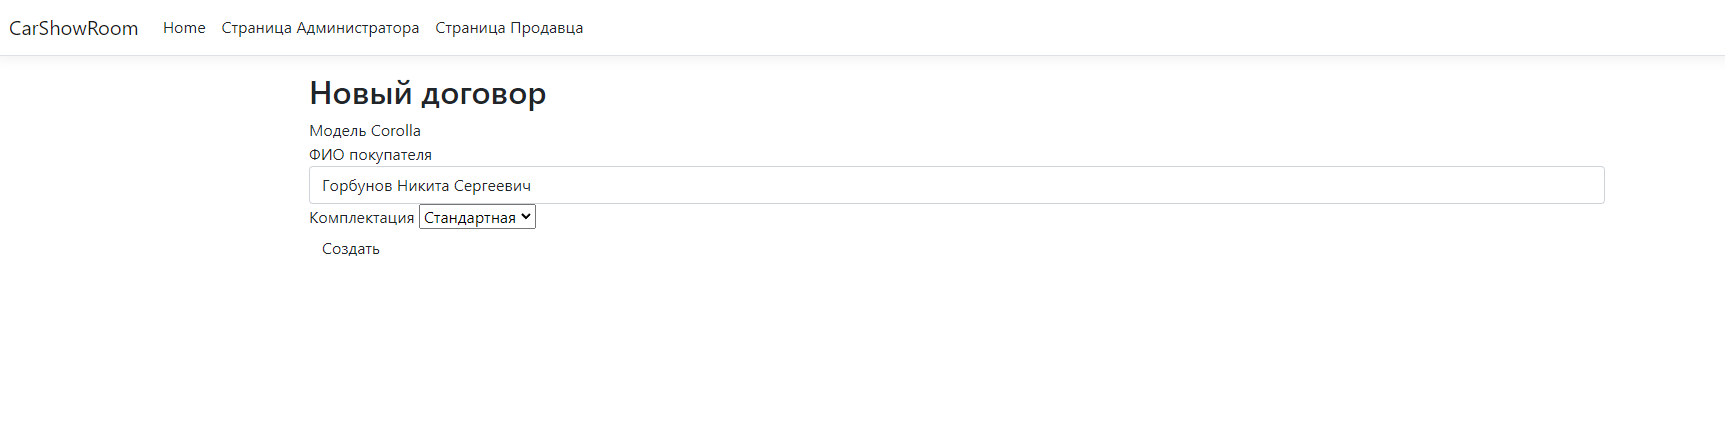 CarShowRoom Home Страница Администратора Страница Продавца
Новый договор
Модель Corolla
ФИО покупателя
Горбунов Никита Сергеевич
Комплектация Стандартная
Создать